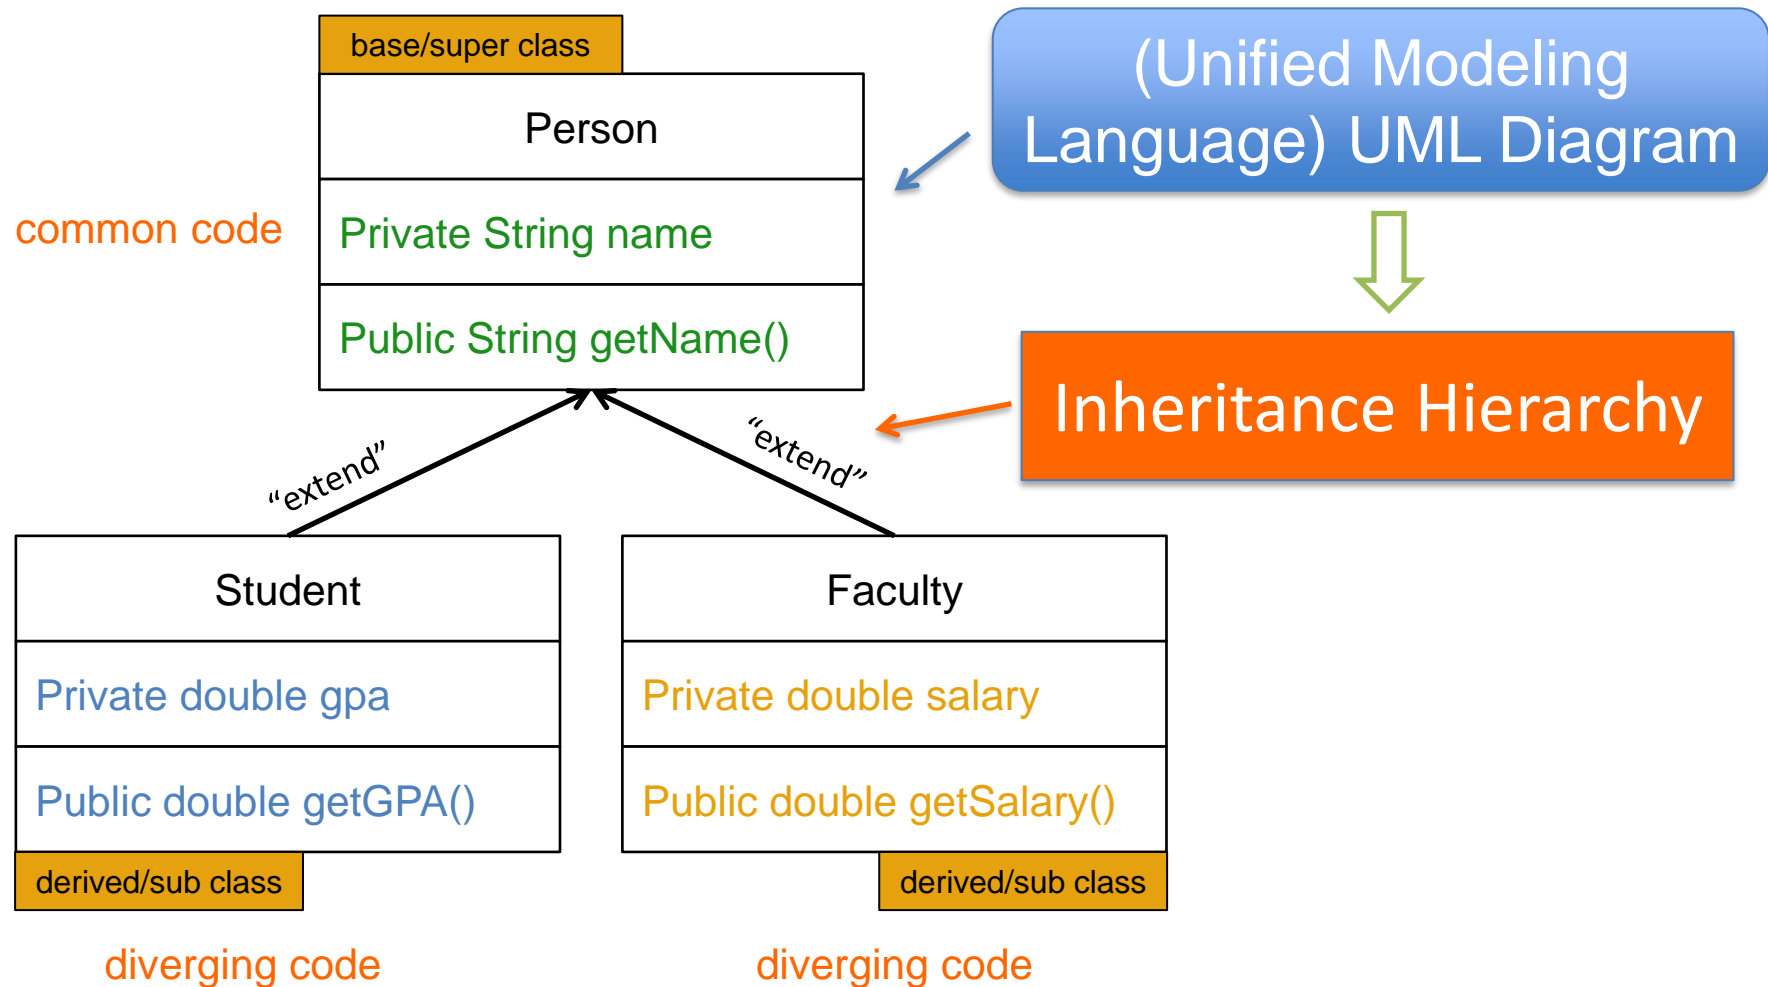 base/super class
(Unified Modeling
Language) UML Diagram
Person
common code
Private String name
Public String getName()
Inheritance Hierarchy
“extend”
“extend”
Student
Private double gpa
Public double getGPA()
derived/sub class
diverging code
Faculty
Private double salary
Public double getSalary()
derived/sub class
diverging code